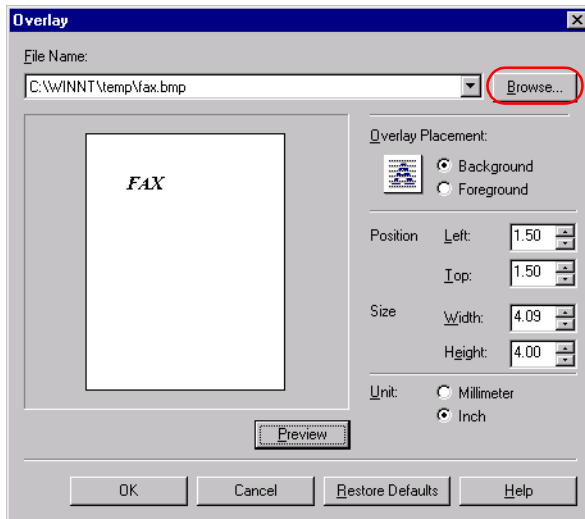 Overlay
File Name:
C:\WINNT\temp\fax.bmp
Browse...
FAX
Overlay Placement:
Background
Foreground
Position Left: 1.50
Top: 1.50
Size Width: 4.09
Height: 4.00
Unit: Millimeter
Inch
Preview
OK Cancel Restore Defaults Help